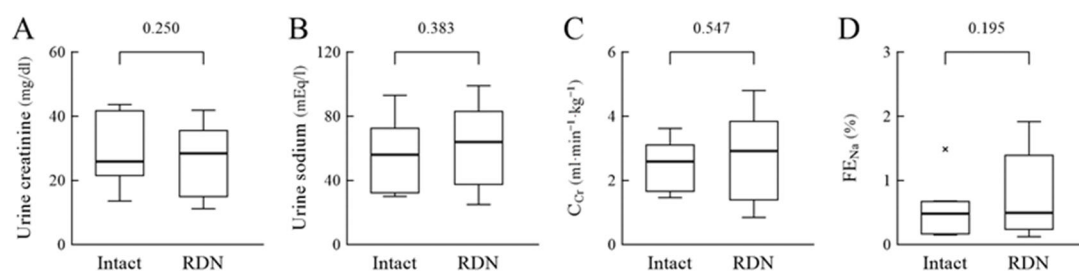 A
0.250
Urine creatinine (mg/dl)
60
40
20
0
Intact RDN
B
0.383
Urine sodium (mEq/l)
120
80
40
0
Intact RDN
C
0.547
C_Cr (ml·min⁻¹·kg⁻¹)
6
4
2
0
Intact RDN
D
0.195
FE_Na (%)
3
2
1
0
Intact RDN